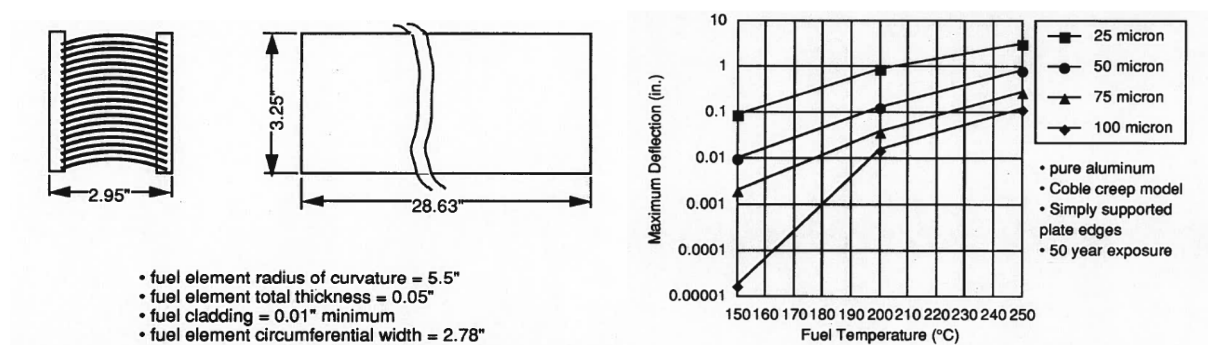 3.25"
2.95"
28.63"
• fuel element radius of curvature = 5.5"
• fuel element total thickness = 0.05"
• fuel cladding = 0.01" minimum
• fuel element circumferential width = 2.78"
Maximum Deflection (in.)
10
1
0.1
0.01
0.001
0.0001
0.00001
150 160 170 180 190 200 210 220 230 240 250
Fuel Temperature (°C)
25 micron
50 micron
75 micron
100 micron
• pure aluminum
• Coble creep model
• Simply supported
plate edges
• 50 year exposure